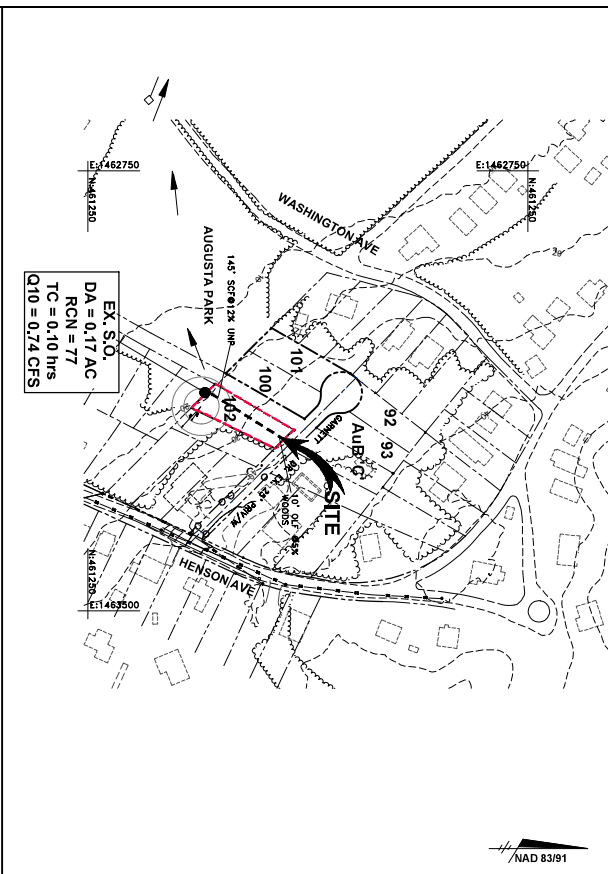 E:1462750
N:461250
E:1462750
N:461250
WASHINGTON AVE
AUGUSTA PARK
145' SCF@12% UNP
EX. S.O.
DA = 0.17 AC
RCN = 77
TC = 0.10 hrs
Q10 = 0.74 CFS
101
100
102
92
93
GARNETT
SITE
WOODS
HENSON AVE
N:461250
E:1463500
NAD 83/91